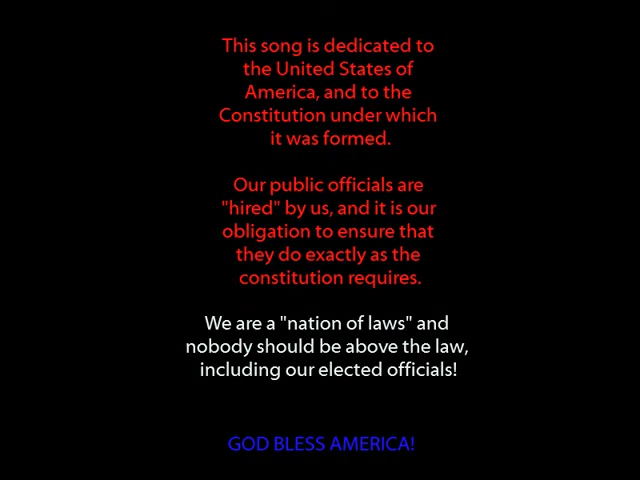 This song is dedicated to
the United States of
America, and to the
Constitution under which
it was formed.
Our public officials are
"hired" by us, and it is our
obligation to ensure that
they do exactly as the
constitution requires.
We are a "nation of laws" and
nobody should be above the law,
including our elected officials!
GOD BLESS AMERICA!